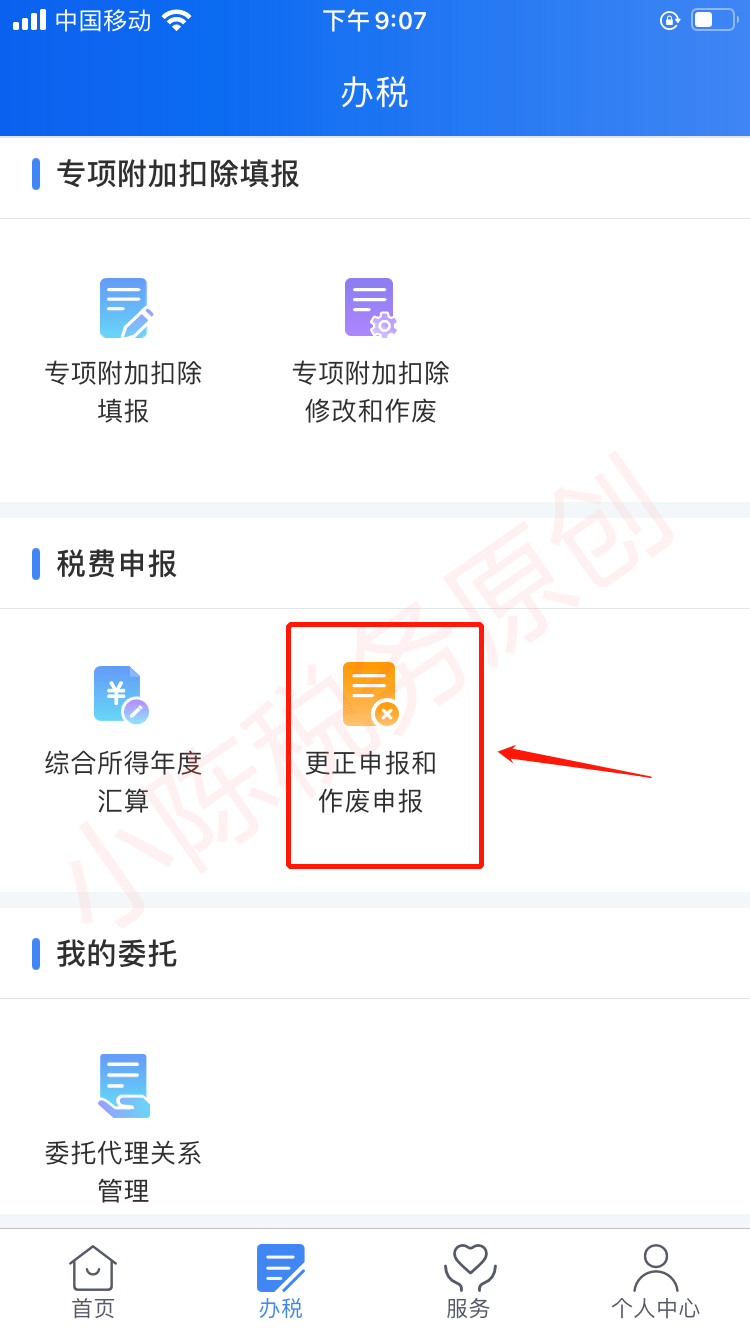 中国移动 下午9:07
办税
专项附加扣除填报
专项附加扣除
填报
专项附加扣除
修改和作废
税费申报
综合所得年度
汇算
更正申报和
作废申报
我的委托
委托代理关系
管理
首页 办税 服务 个人中心
小陈税务原创